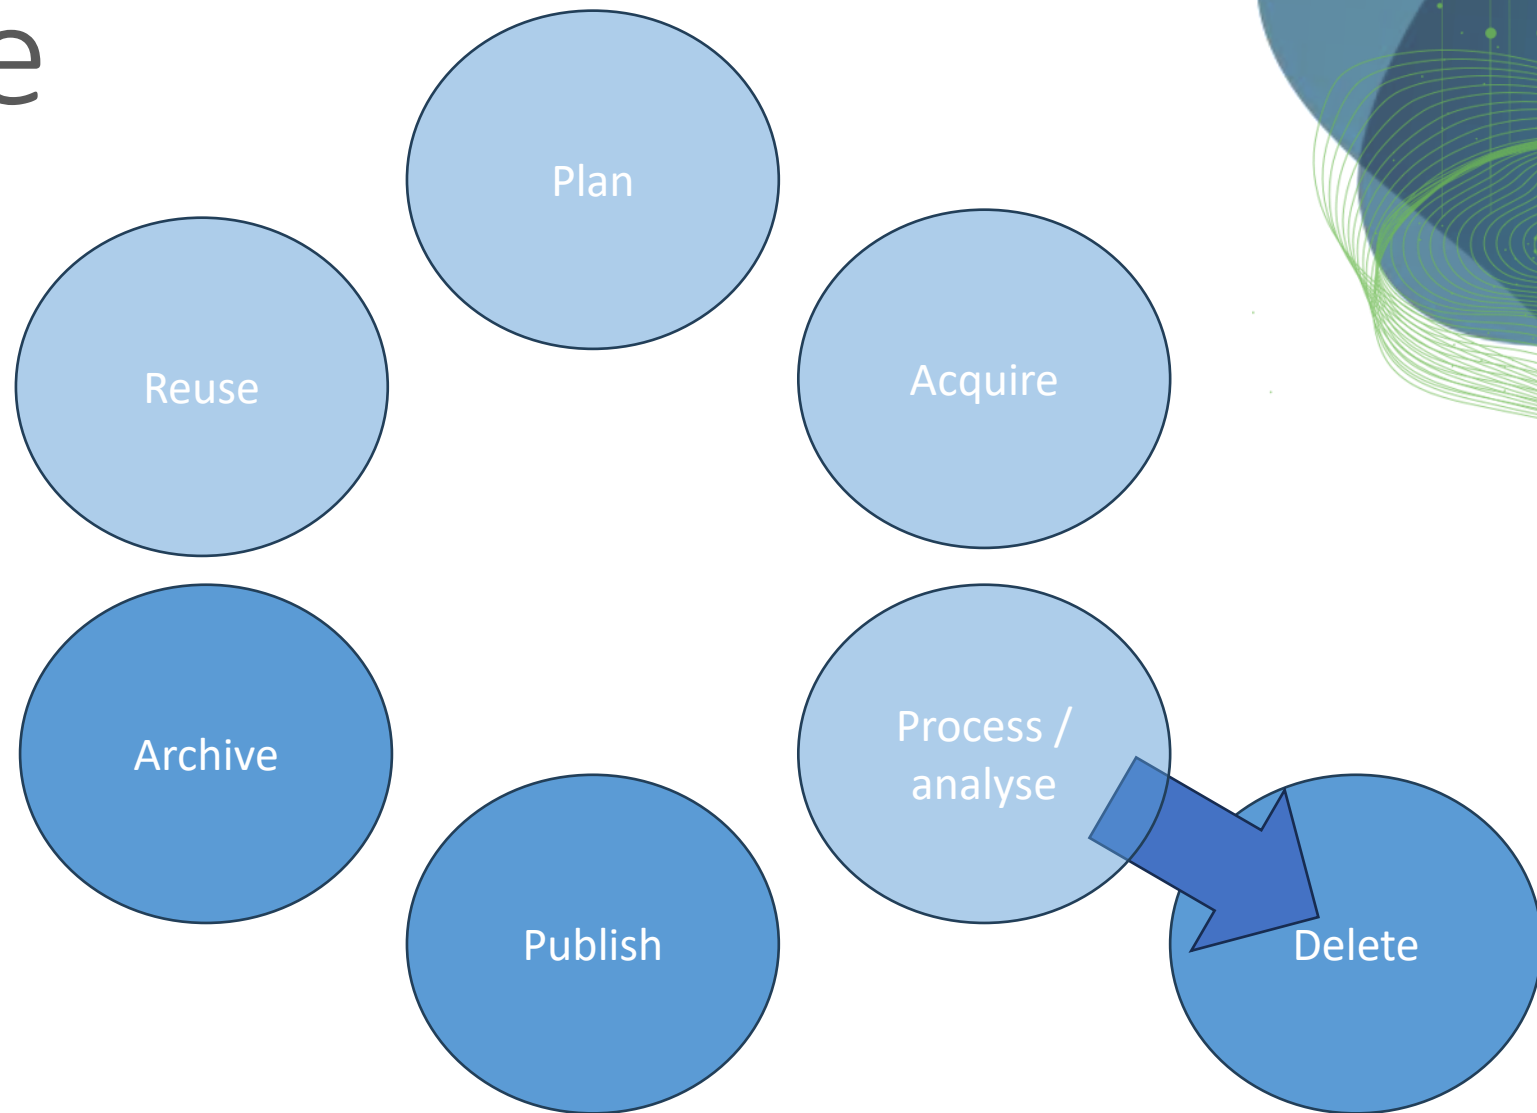 e
Plan
Reuse
Acquire
Archive
Process /
analyse
Publish
Delete